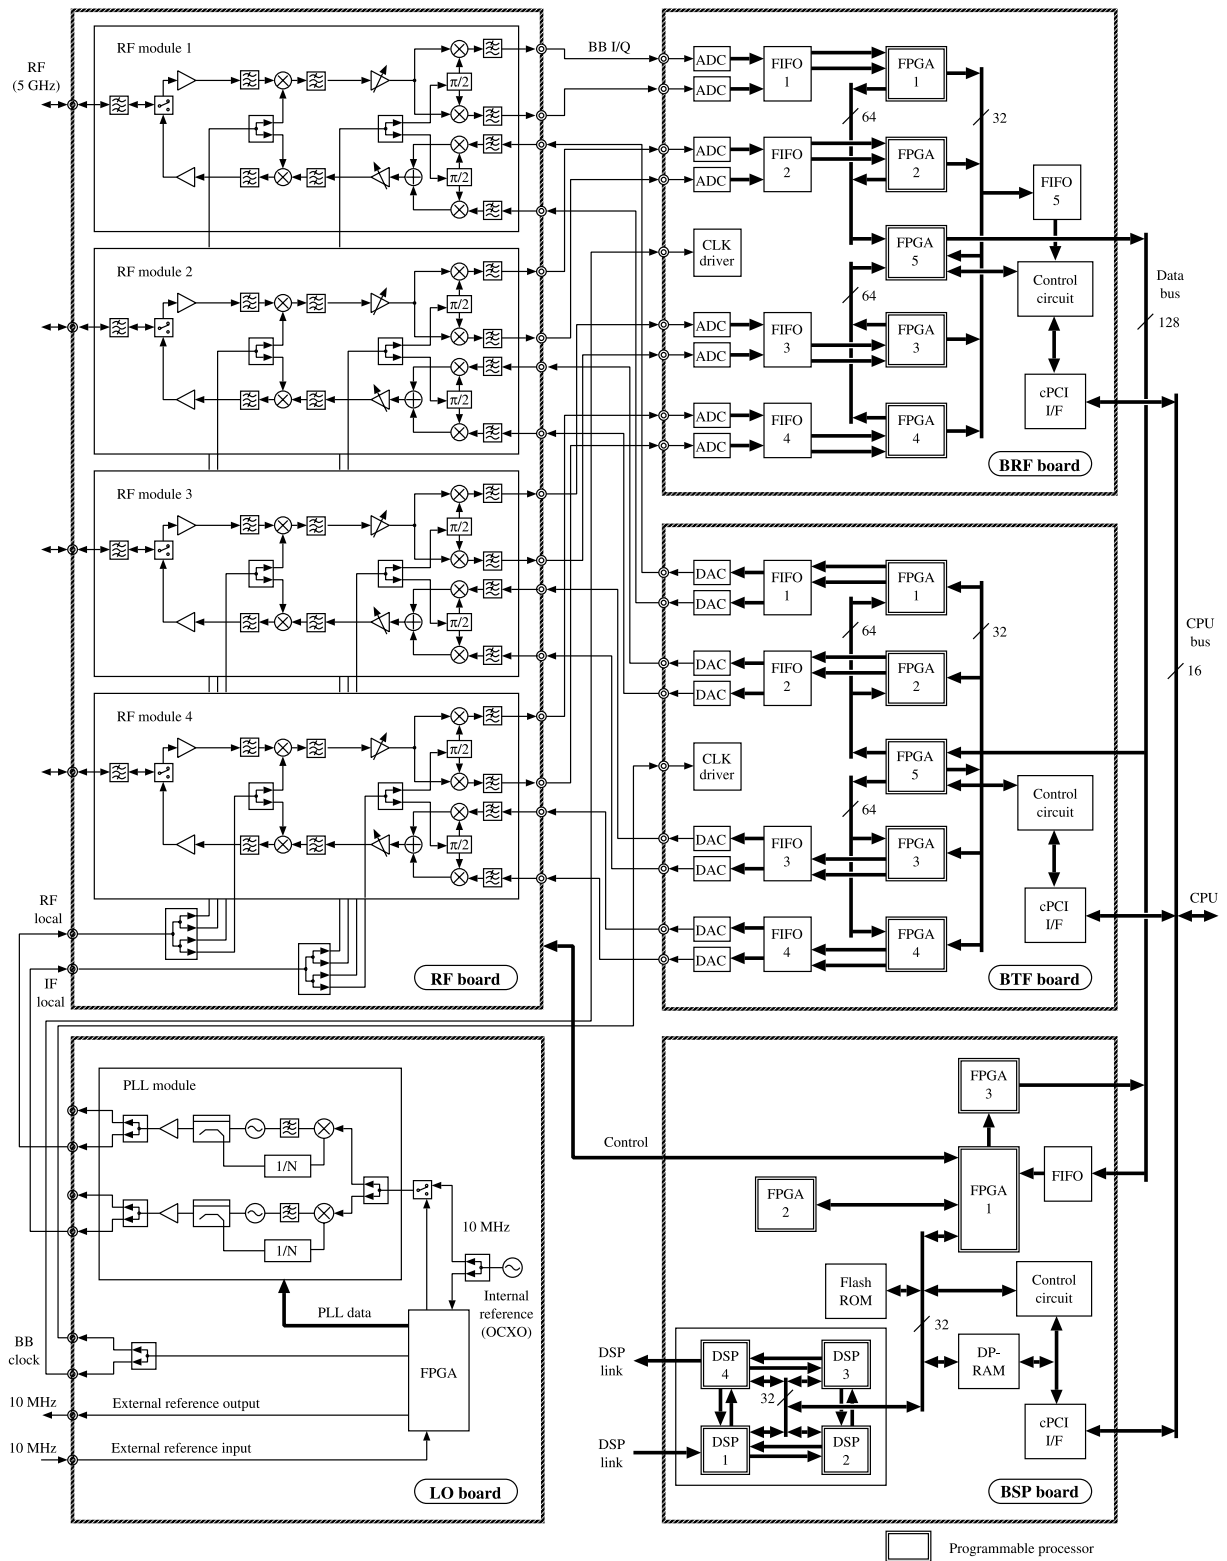 RF module 1
RF
(5 GHz)
π/2
π/2
RF module 2
π/2
π/2
RF module 3
π/2
π/2
RF module 4
π/2
π/2
RF
local
IF
local
RF board
BB I/Q
ADC
ADC
FIFO
1
FPGA
1
64
32
ADC
ADC
FIFO
2
FPGA
2
FIFO
5
CLK
driver
FPGA
5
Control
circuit
64
ADC
ADC
FIFO
3
FPGA
3
cPCI
I/F
ADC
ADC
FIFO
4
FPGA
4
BRF board
Data
bus
128
DAC
DAC
FIFO
1
FPGA
1
64
32
DAC
DAC
FIFO
2
FPGA
2
CLK
driver
FPGA
5
Control
circuit
64
DAC
DAC
FIFO
3
FPGA
3
cPCI
I/F
DAC
DAC
FIFO
4
FPGA
4
BTF board
CPU
bus
16
CPU
PLL module
1/N
1/N
10 MHz
Internal
reference
(OCXO)
PLL data
FPGA
BB
clock
10 MHz
External reference output
10 MHz
External reference input
LO board
Control
FPGA
3
FPGA
1
FIFO
FPGA
2
Flash
ROM
Control
circuit
32
DP-
RAM
DSP
link
DSP
4
DSP
3
32
DSP
link
DSP
1
DSP
2
cPCI
I/F
BSP board
Programmable processor